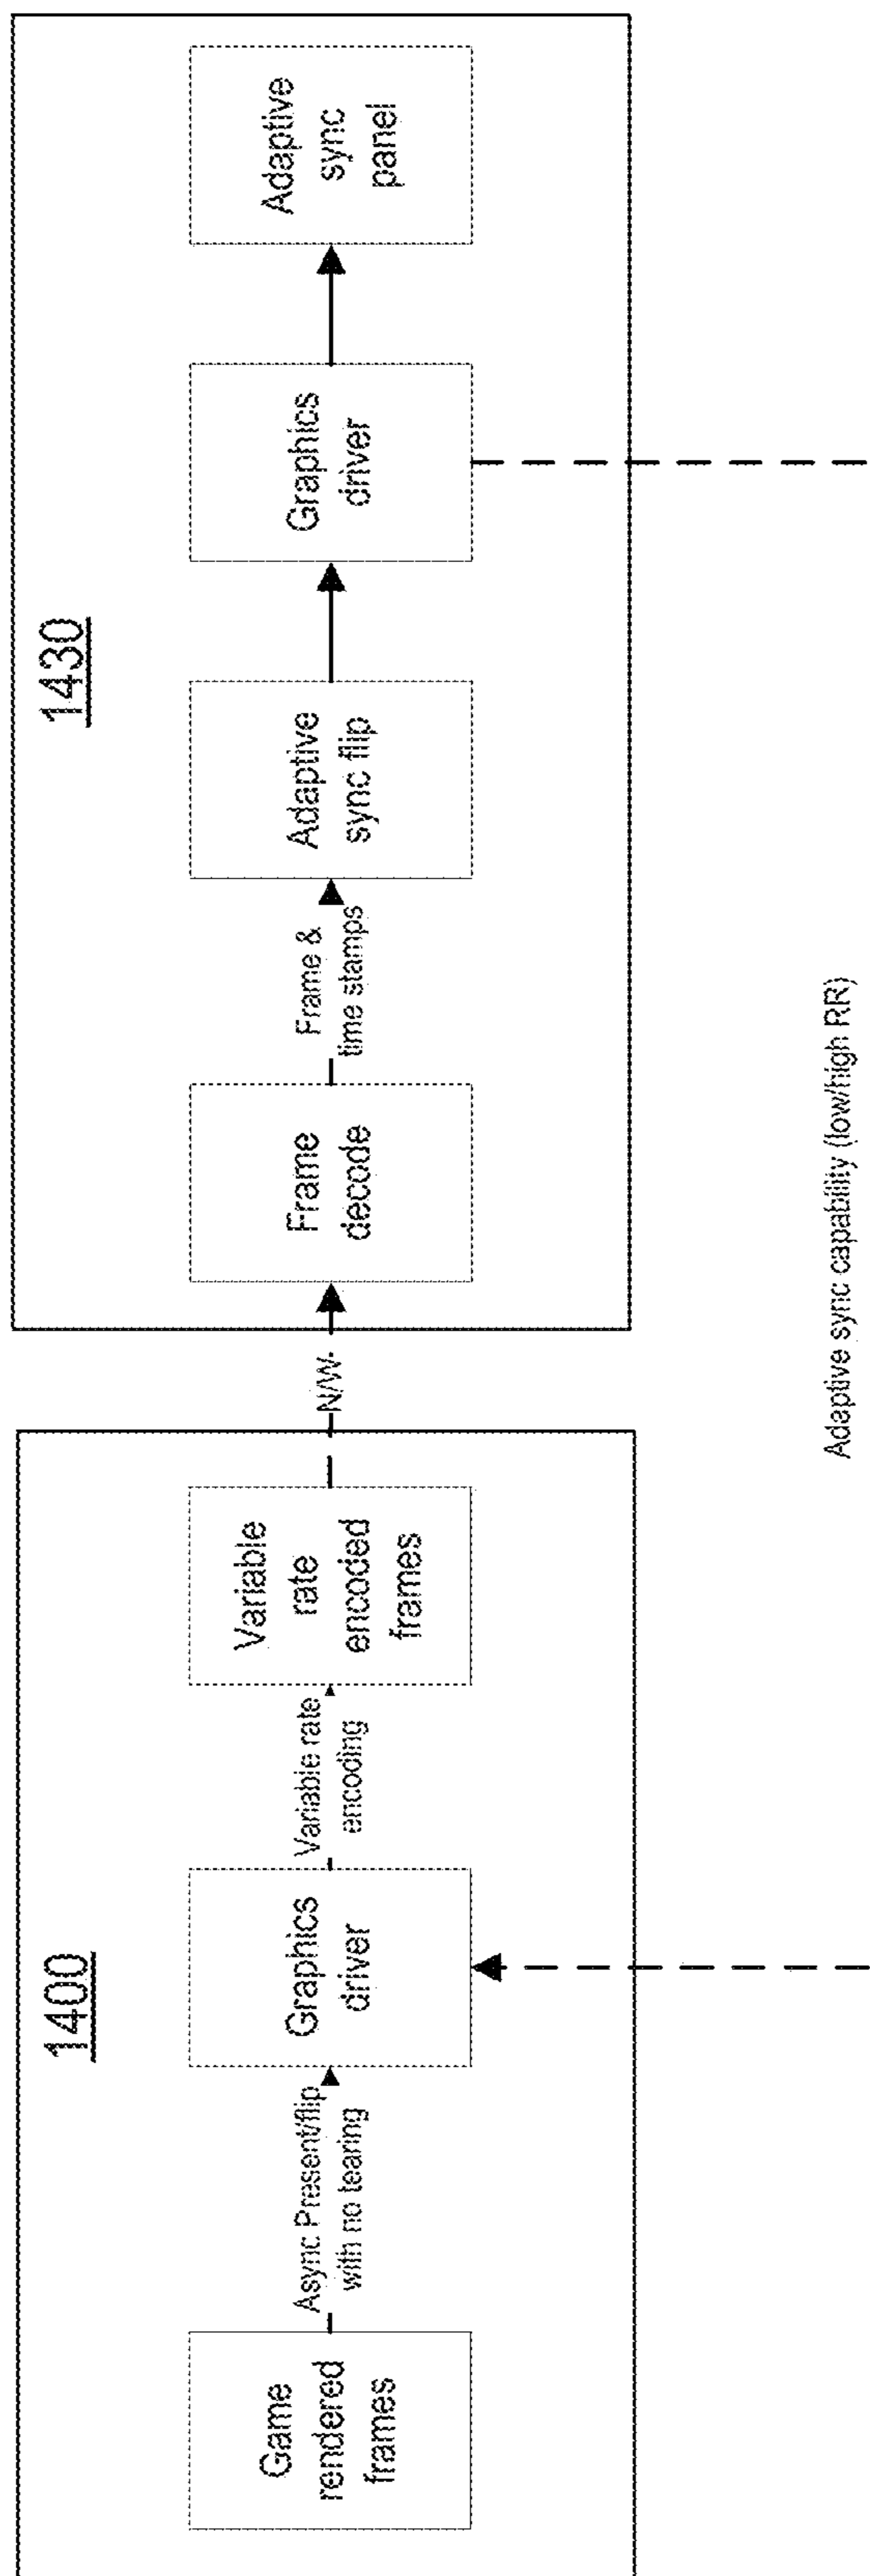 1400
Game
rendered
frames
Async Present/flip
with no tearing
Graphics
driver
Variable rate
encoding
Variable
rate
encoded
frames
N/W
1430
Frame
decode
Frame &
time stamps
Adaptive
sync flip
Graphics
driver
Adaptive
sync
panel
Adaptive sync capability (low/high RR)